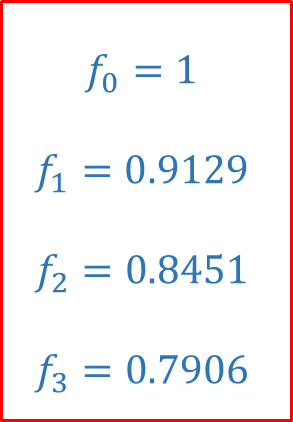 f₀ = 1
f₁ = 0.9129
f₂ = 0.8451
f₃ = 0.7906